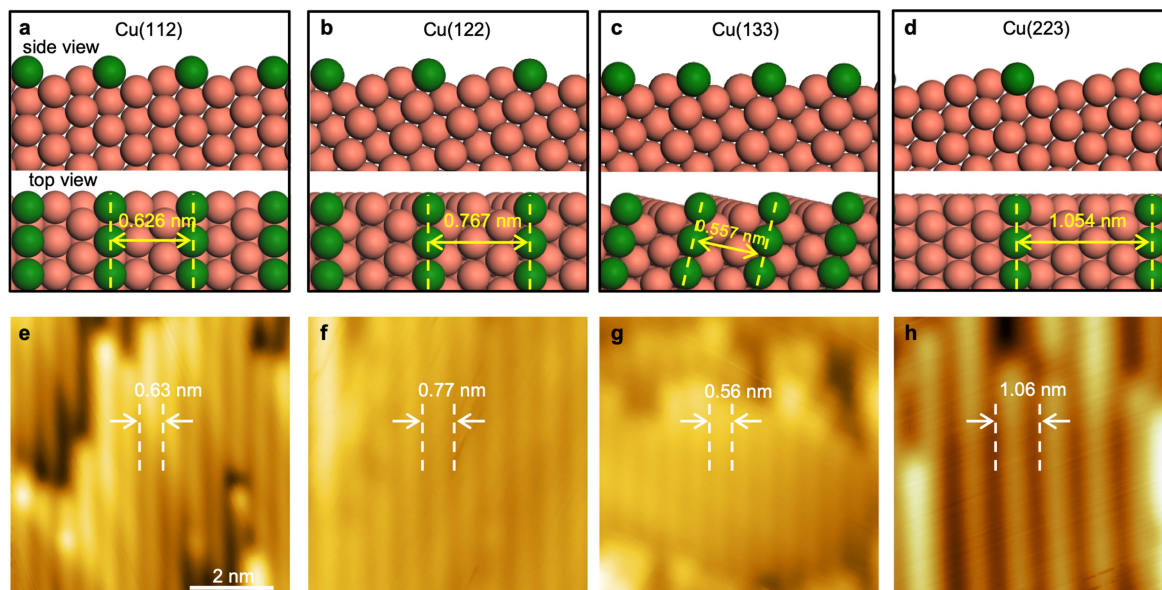 a Cu(112)
side view
top view
0.626 nm
b Cu(122)
0.767 nm
c Cu(133)
0.557 nm
d Cu(223)
1.054 nm
e
0.63 nm
2 nm
f
0.77 nm
g
0.56 nm
h
1.06 nm